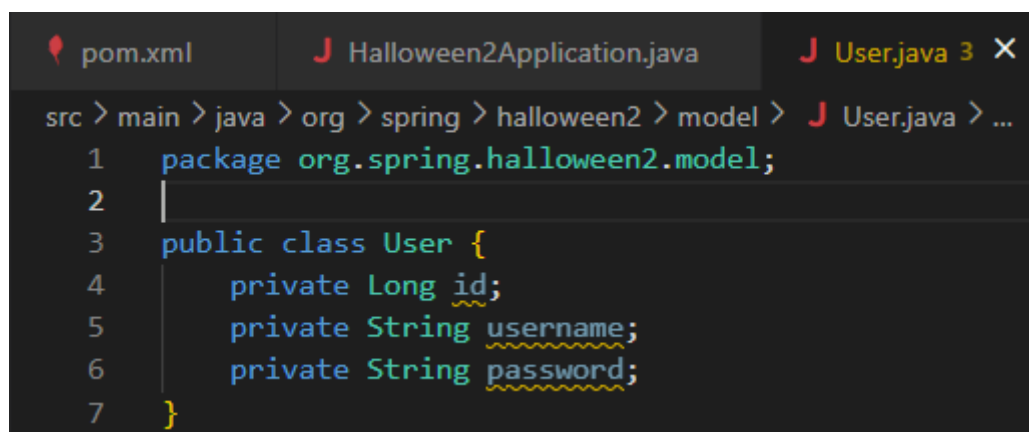 pom.xml J Halloween2Application.java J User.java 3 ×
src > main > java > org > spring > halloween2 > model > J User.java > ...
1 package org.spring.halloween2.model;
2
3 public class User {
4 private Long id;
5 private String username;
6 private String password;
7 }